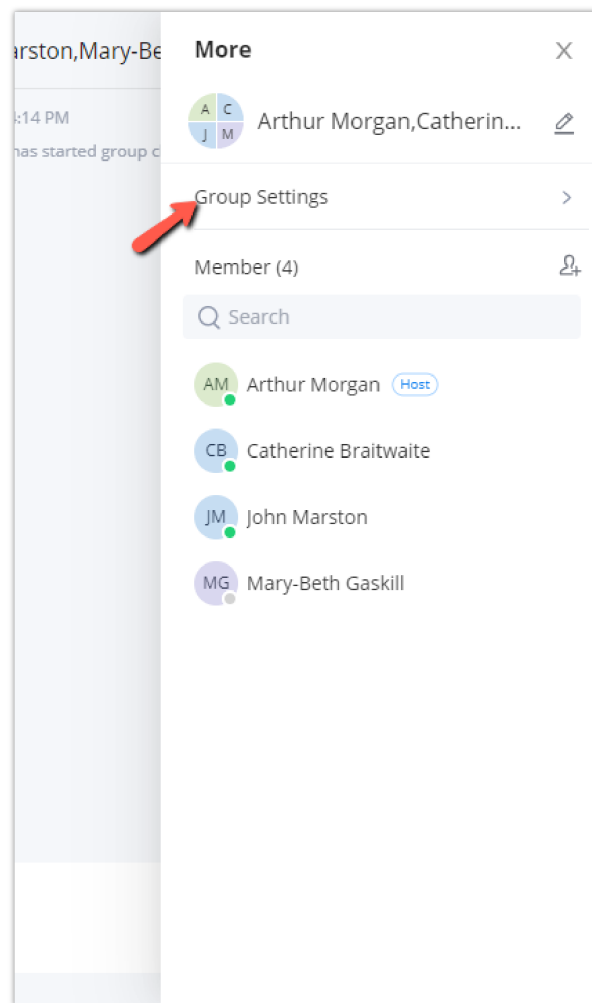 arston,Mary-Be
More
A C
J M
Arthur Morgan,Catherin...
:14 PM
has started group c
Group Settings
Member (4)
Search
AM Arthur Morgan Host
CB Catherine Braitwaite
JM John Marston
MG Mary-Beth Gaskill